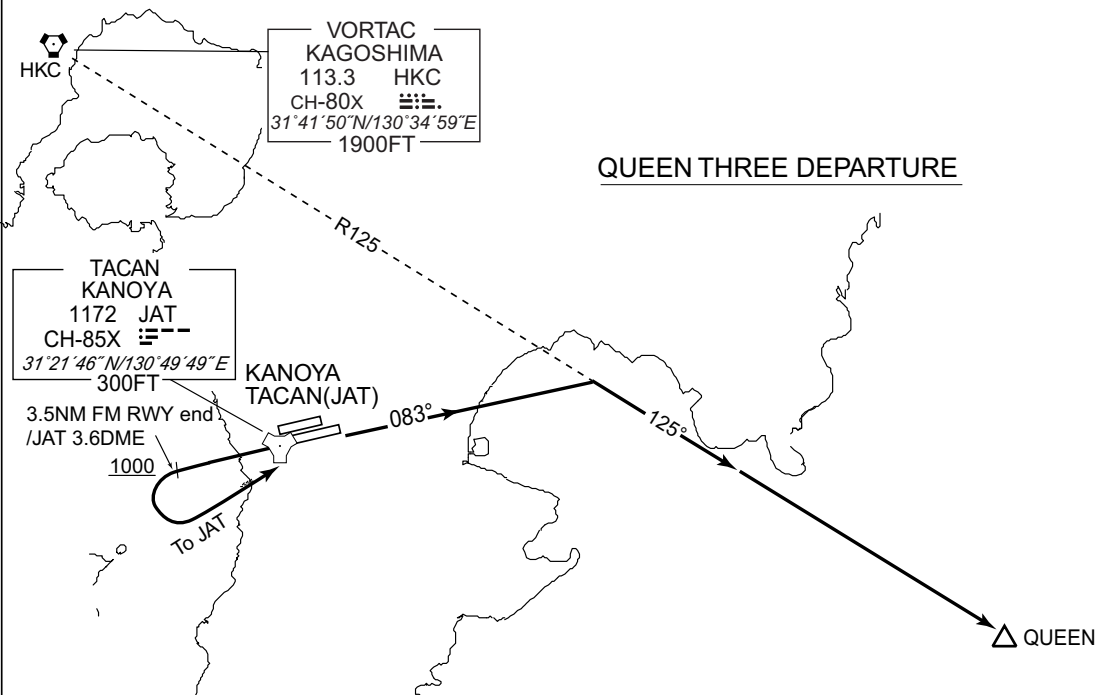 VORTAC
KAGOSHIMA
113.3 HKC
CH-80X
31°41´50˝N/130°34´59˝E
1900FT
HKC
QUEEN THREE DEPARTURE
R125
TACAN
KANOYA
1172 JAT
CH-85X
31°21´46˝N/130°49´49˝E
300FT
KANOYA
TACAN(JAT)
3.5NM FM RWY end
/JAT 3.6DME
1000
083°
125°
To JAT
QUEEN